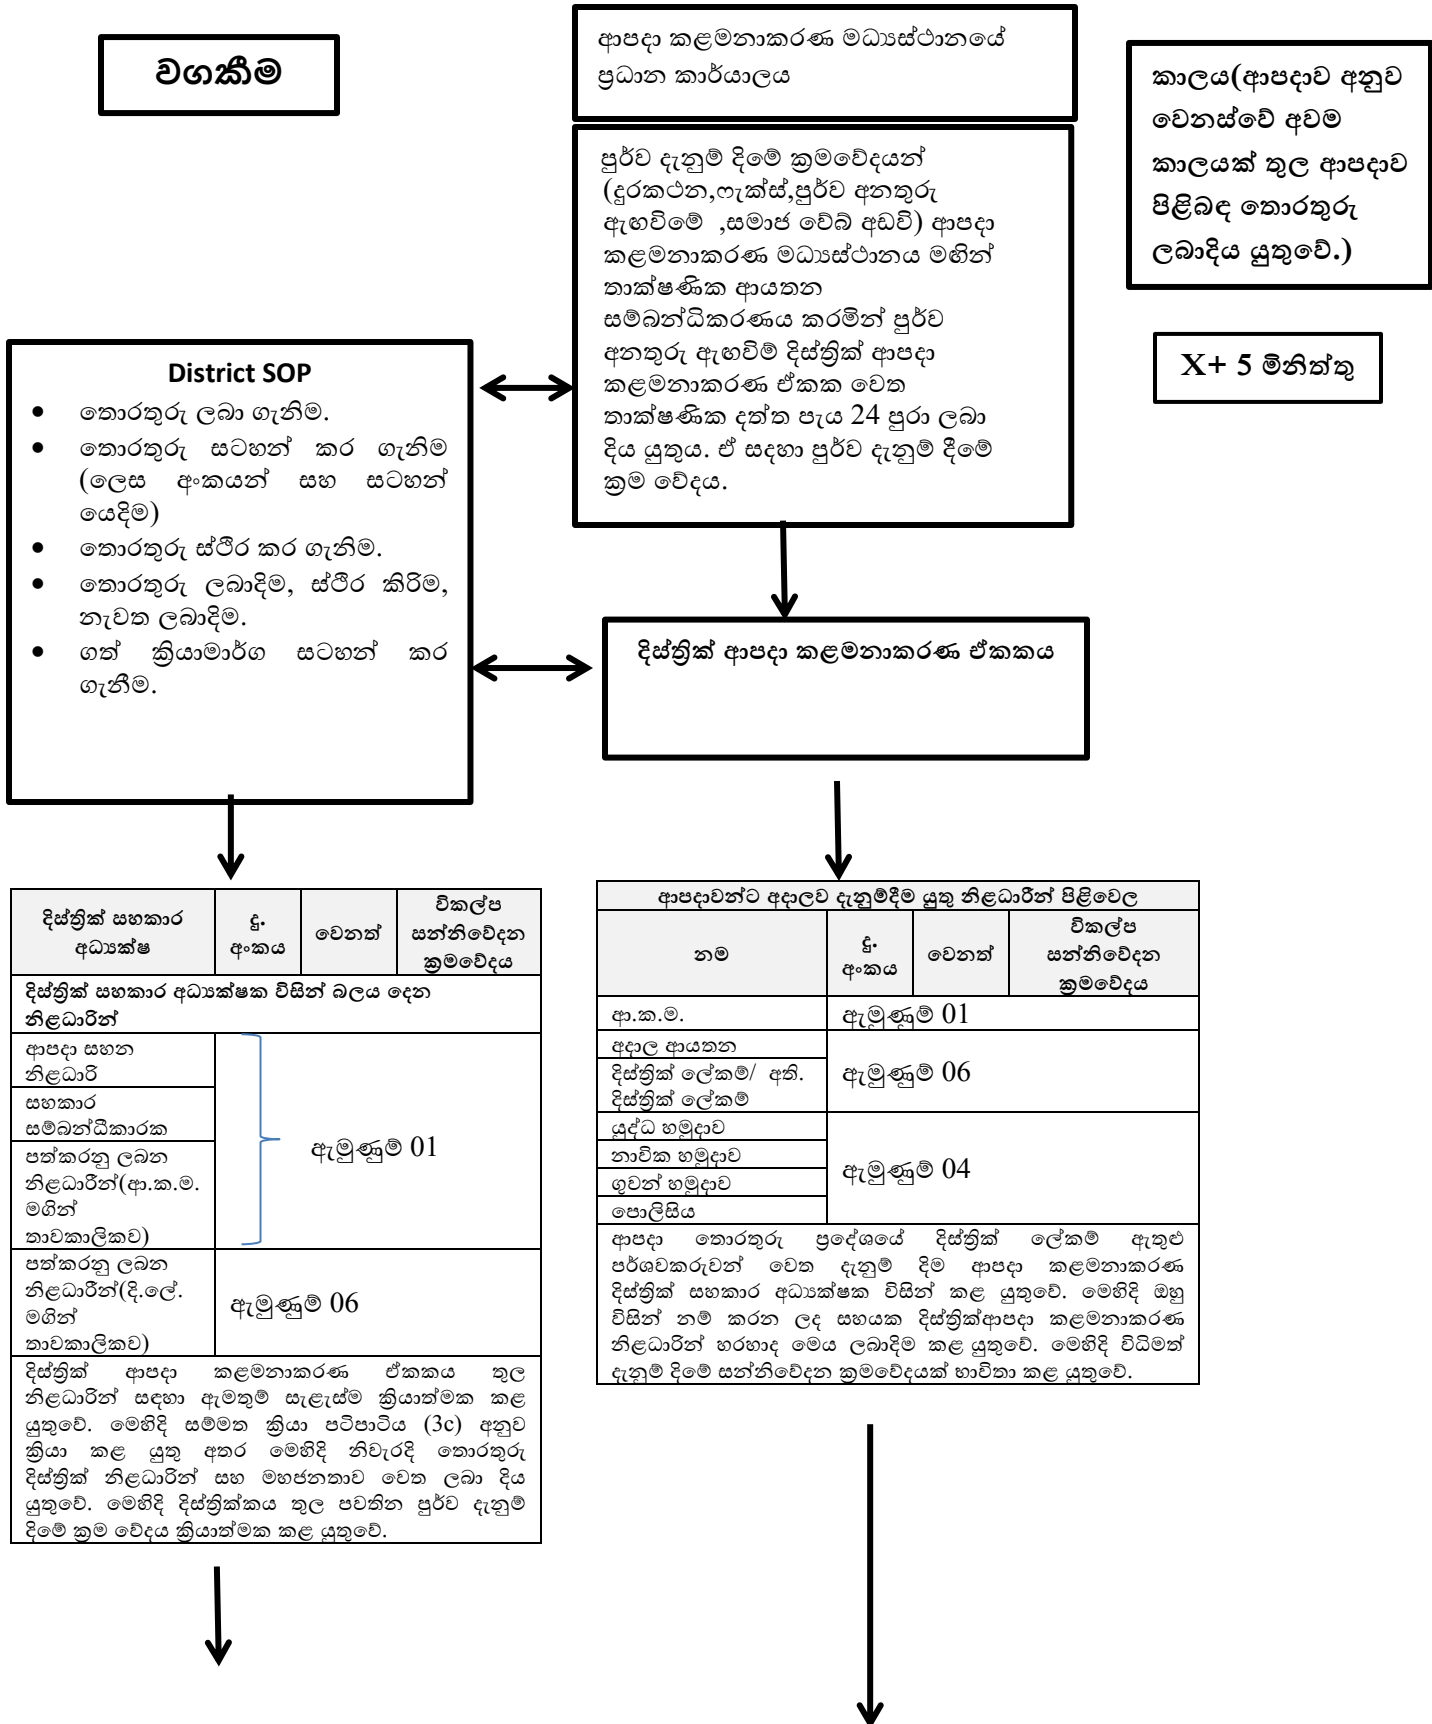 වගකීම
ආපදා කළමනාකරණ මධ්‍යස්ථානයේ
ප්‍රධාන කාර්යාලය
කාලය(ආපදාව අනුව
වෙනස්වේ අවම
කාලයක් තුල ආපදාව
පිළිබඳ තොරතුරු
ලබාදිය යුතුවේ.)
පුර්ව දැනුම් දිමේ ක්‍රමවේදයන්
(දුරකථන,ෆැක්ස්,පුර්ව අනතුරු
ඇඟවිමේ ,සමාජ වේබ් අඩවි) ආපදා
කළමනාකරණ මධ්‍යස්ථානය මඟින්
තාක්ෂණික ආයතන
සම්බන්ධිකරණය කරමින් පුර්ව
අනතුරු ඇඟවිම් දිස්ත්‍රික් ආපදා
කළමනාකරණ ඒකක වෙත
තාක්ෂණික දත්ත පැය 24 පුරා ලබා
දිය යුතුය. ඒ සදහා පුර්ව දැනුම් දීමේ
ක්‍රම වේදය.
X+ 5 මිනිත්තු
District SOP
• තොරතුරු ලබා ගැනිම.
• තොරතුරු සටහන් කර ගැනිම
(ලෙස අංකයන් සහ සටහන්
යෙදිම)
• තොරතුරු ස්ථිර කර ගැනිම.
• තොරතුරු ලබාදිම, ස්ථිර කිරිම,
නැවත ලබාදිම.
• ගත් ක්‍රියාමාර්ග සටහන් කර
ගැනීම.
දිස්ත්‍රික් ආපදා කළමනාකරණ ඒකකය
දිස්ත්‍රික් සහකාර
අධ්‍යක්ෂ
දු.
අංකය
වෙනත්
විකල්ප
සන්නිවේදන
ක්‍රමවේදය
දිස්ත්‍රික් සහකාර අධ්‍යක්ෂක විසින් බලය දෙන
නිළධාරින්
ආපදා සහන
නිළධාරි
සහකාර
සම්බන්ධීකාරක
පත්කරනු ලබන
නිළධාරීන්(ආ.ක.ම.
මගින්
තාවකාලිකව)
ඇමුණුම් 01
පත්කරනු ලබන
නිළධාරීන්(දි.ලේ.
මගින්
තාවකාලිකව)
ඇමුණුම් 06
දිස්ත්‍රික් ආපදා කළමනාකරණ ඒකකය තුල
නිළධාරින් සඳහා ඇමතුම් සැළැස්ම ක්‍රියාත්මක කළ
යුතුවේ. මෙහිදි සම්මත ක්‍රියා පටිපාටිය (3c) අනුව
ක්‍රියා කළ යුතු අතර මෙහිදි නිවැරදි තොරතුරු
දිස්ත්‍රික් නිළධාරින් සහ මහජනතාව වෙත ලබා දිය
යුතුවේ. මෙහිදි දිස්ත්‍රික්කය තුල පවතින පුර්ව දැනුම්
දිමේ ක්‍රම වේදය ක්‍රියාත්මක කළ යුතුවේ.
ආපදාවන්ට අදාලව දැනුම්දීම යුතු නිළධාරීන් පිළිවෙල
නම
දු.
අංකය
වෙනත්
විකල්ප
සන්නිවේදන
ක්‍රමවේදය
ආ.ක.ම.
ඇමුණුම් 01
අදාල ආයතන
දිස්ත්‍රික් ලේකම්/ අති.
දිස්ත්‍රික් ලේකම්
ඇමුණුම් 06
යුද්ධ හමුදාව
නාවික හමුදාව
ගුවන් හමුදාව
පොලිසිය
ඇමුණුම් 04
ආපදා තොරතුරු ප්‍රදේශයේ දිස්ත්‍රික් ලේකම් ඇතුළු
පර්ශවකරුවන් වෙත දැනුම් දිම ආපදා කළමනාකරණ
දිස්ත්‍රික් සහකාර අධ්‍යක්ෂක විසින් කළ යුතුවේ. මෙහිදි ඔහු
විසින් නම් කරන ලද සහයක දිස්ත්‍රික්ආපදා කළමනාකරණ
නිළධාරින් හරහාද මෙය ලබාදිම කළ යුතුවේ. මෙහිදි විධිමත්
දැනුම් දිමේ සන්නිවේදන ක්‍රමවේදයක් භාවිතා කළ යුතුවේ.